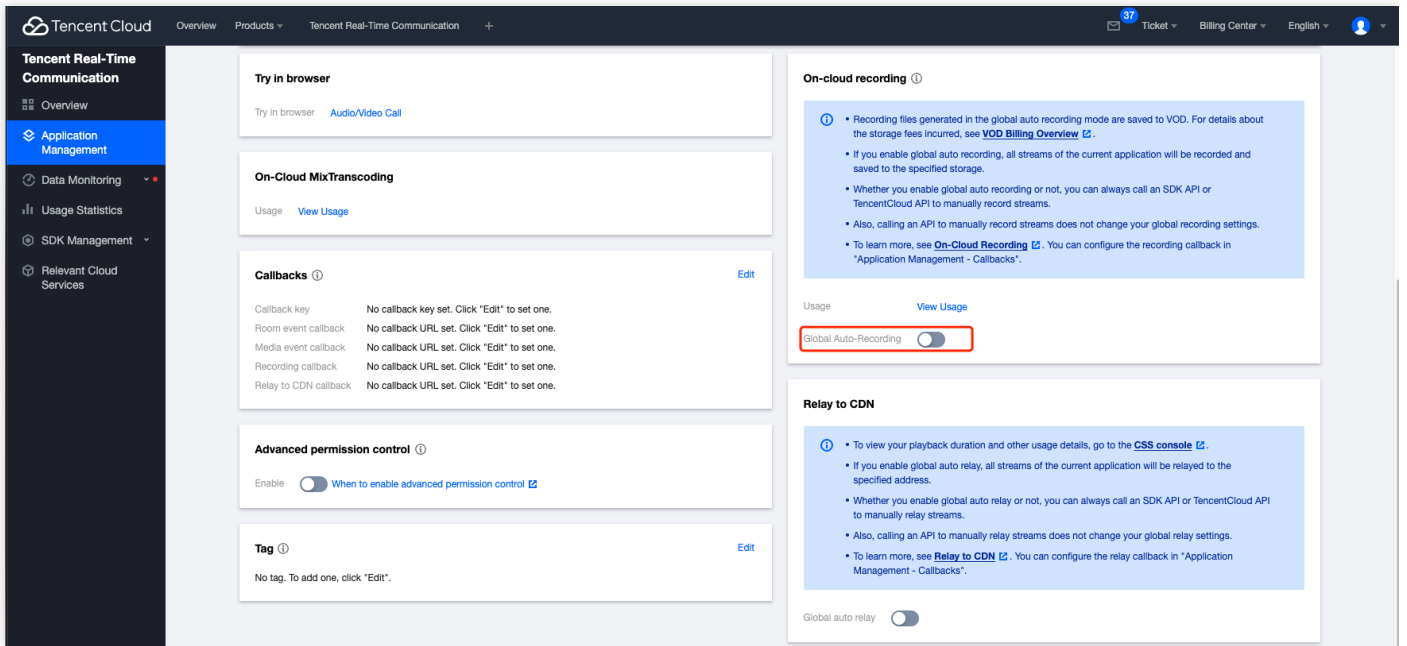 Tencent Cloud
Overview
Products
Tencent Real-Time Communication
+
37
Ticket
Billing Center
English
Tencent Real-Time
Communication
Overview
Application
Management
Data Monitoring
Usage Statistics
SDK Management
Relevant Cloud
Services
Try in browser
Try in browser Audio/Video Call
On-Cloud MixTranscoding
Usage View Usage
Callbacks
Edit
Callback key No callback key set. Click "Edit" to set one.
Room event callback No callback URL set. Click "Edit" to set one.
Media event callback No callback URL set. Click "Edit" to set one.
Recording callback No callback URL set. Click "Edit" to set one.
Relay to CDN callback No callback URL set. Click "Edit" to set one.
Advanced permission control
Enable When to enable advanced permission control
Tag
Edit
No tag. To add one, click "Edit".
On-cloud recording
• Recording files generated in the global auto recording mode are saved to VOD. For details about
the storage fees incurred, see VOD Billing Overview .
• If you enable global auto recording, all streams of the current application will be recorded and
saved to the specified storage.
• Whether you enable global auto recording or not, you can always call an SDK API or
TencentCloud API to manually record streams.
• Also, calling an API to manually record streams does not change your global recording settings.
• To learn more, see On-Cloud Recording . You can configure the recording callback in
"Application Management - Callbacks".
Usage View Usage
Global Auto-Recording
Relay to CDN
• To view your playback duration and other usage details, go to the CSS console .
• If you enable global auto relay, all streams of the current application will be relayed to the
specified address.
• Whether you enable global auto relay or not, you can always call an SDK API or TencentCloud API
to manually relay streams.
• Also, calling an API to manually relay streams does not change your global relay settings.
• To learn more, see Relay to CDN . You can configure the relay callback in "Application
Management - Callbacks".
Global auto relay